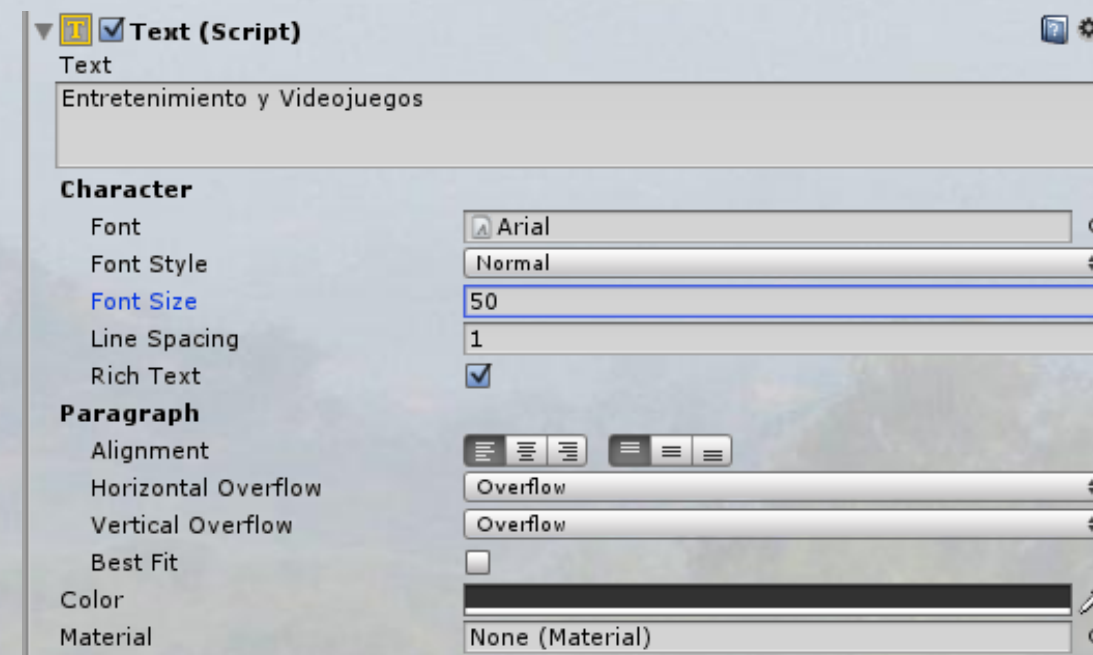 Text (Script)
Text
Entretenimiento y Videojuegos
Character
Font Arial
Font Style Normal
Font Size 50
Line Spacing 1
Rich Text
Paragraph
Alignment
Horizontal Overflow Overflow
Vertical Overflow Overflow
Best Fit
Color
Material None (Material)